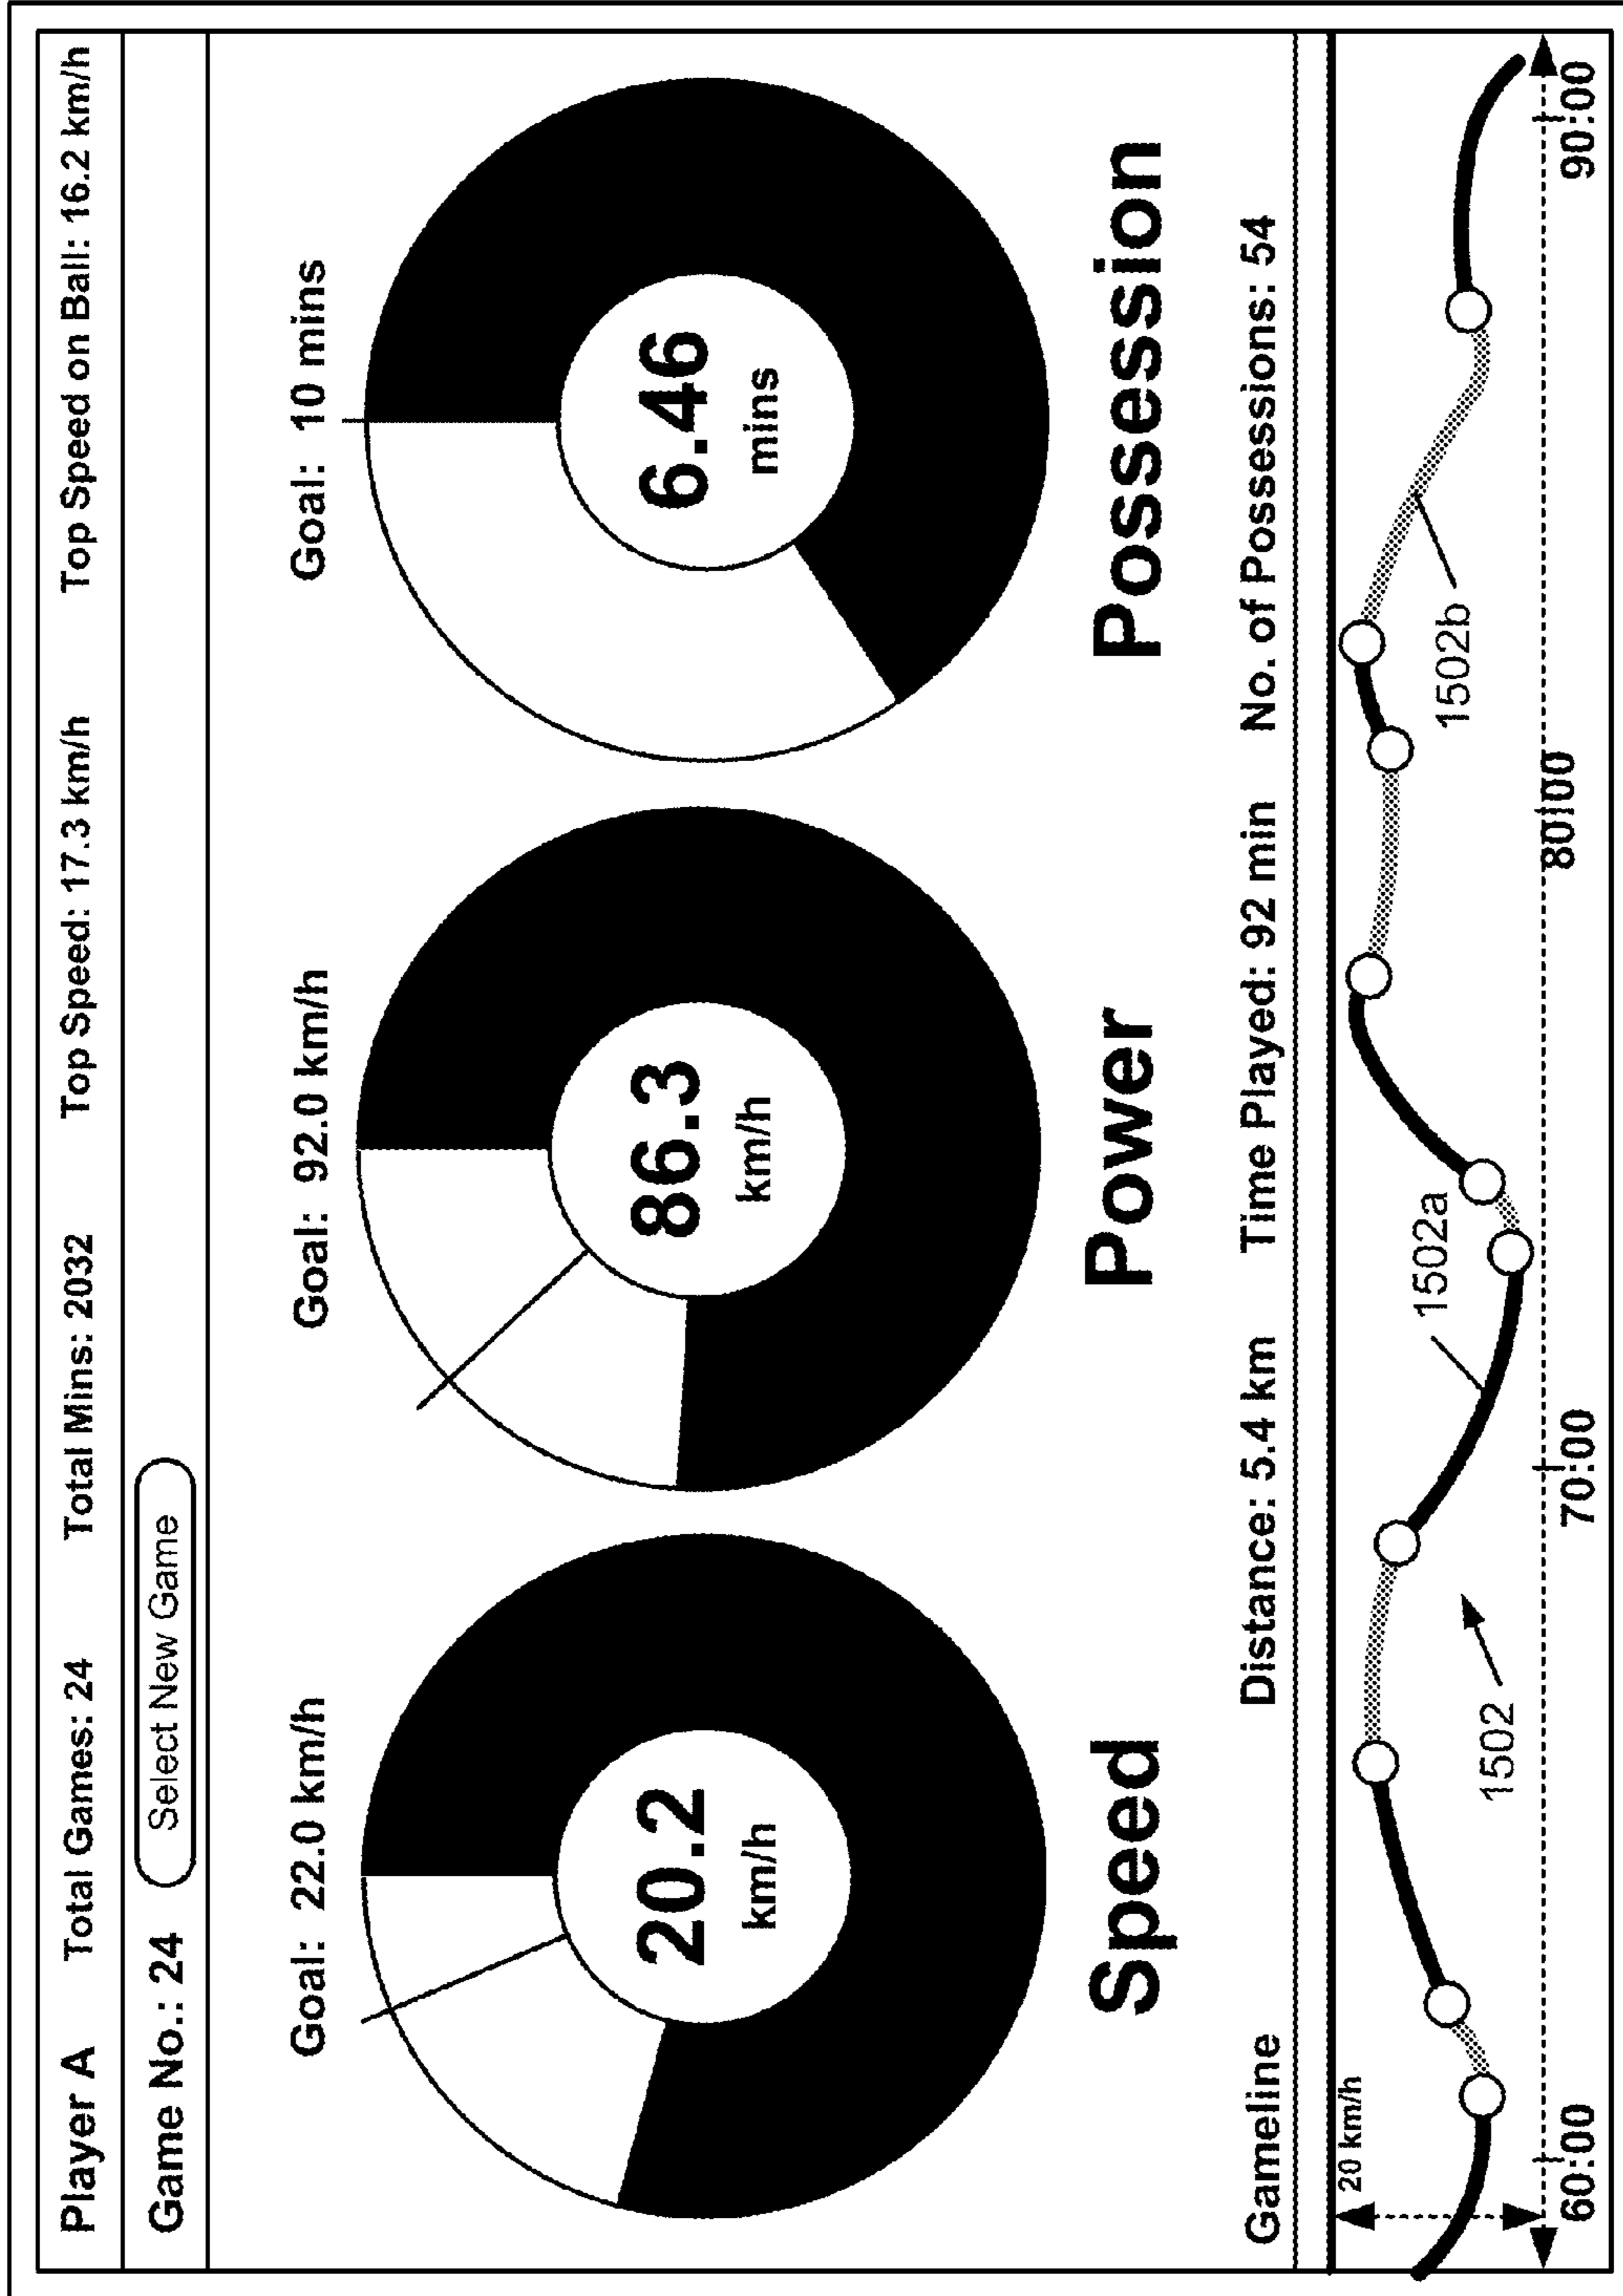 Player A Total Games: 24 Total Mins: 2032 Top Speed: 17.3 km/h Top Speed on Ball: 16.2 km/h
Game No.: 24 Select New Game
Goal: 22.0 km/h Goal: 92.0 km/h Goal: 10 mins
20.2 86.3 6.46
km/h km/h mins
Speed Power Possession
Gameline Distance: 5.4 km Time Played: 92 min No. of Possessions: 54
20 km/h
1502 1502a 1502b
60:00 70:00 80:00 90:00